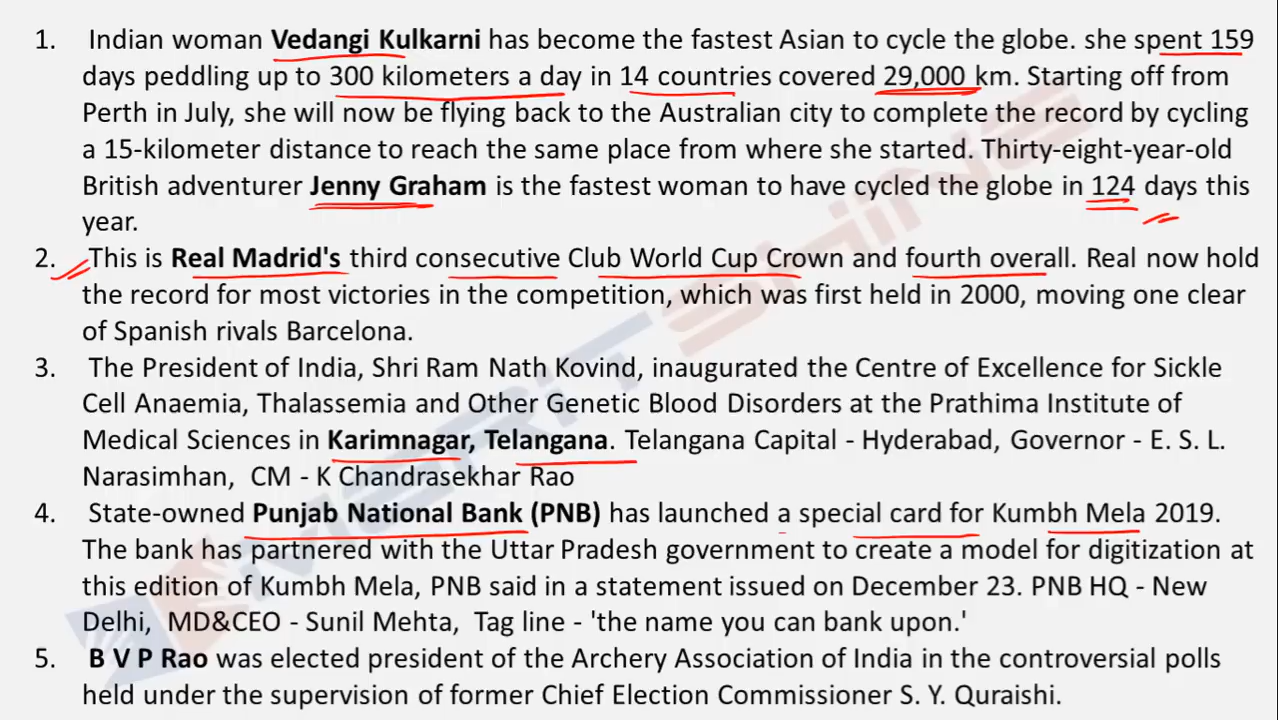 1. Indian woman Vedangi Kulkarni has become the fastest Asian to cycle the globe. she spent 159
days peddling up to 300 kilometers a day in 14 countries covered 29,000 km. Starting off from
Perth in July, she will now be flying back to the Australian city to complete the record by cycling
a 15-kilometer distance to reach the same place from where she started. Thirty-eight-year-old
British adventurer Jenny Graham is the fastest woman to have cycled the globe in 124 days this
year.
2. This is Real Madrid's third consecutive Club World Cup Crown and fourth overall. Real now hold
the record for most victories in the competition, which was first held in 2000, moving one clear
of Spanish rivals Barcelona.
3. The President of India, Shri Ram Nath Kovind, inaugurated the Centre of Excellence for Sickle
Cell Anaemia, Thalassemia and Other Genetic Blood Disorders at the Prathima Institute of
Medical Sciences in Karimnagar, Telangana. Telangana Capital - Hyderabad, Governor - E. S. L.
Narasimhan, CM - K Chandrasekhar Rao
4. State-owned Punjab National Bank (PNB) has launched a special card for Kumbh Mela 2019.
The bank has partnered with the Uttar Pradesh government to create a model for digitization at
this edition of Kumbh Mela, PNB said in a statement issued on December 23. PNB HQ - New
Delhi, MD&CEO - Sunil Mehta, Tag line - 'the name you can bank upon.'
5. B V P Rao was elected president of the Archery Association of India in the controversial polls
held under the supervision of former Chief Election Commissioner S. Y. Quraishi.